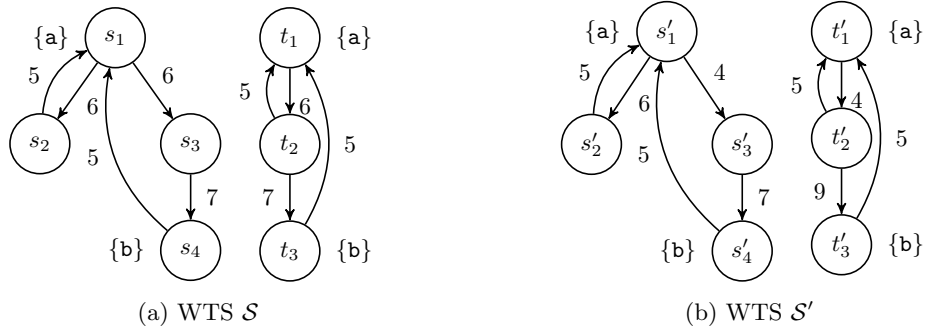 {a} s₁ t₁ {a} {a} s′₁ t′₁ {a}
5 6 6 5 6 5 6 4 5 4
s₂ s₃ t₂ s′₂ s′₃ t′₂
5 7 7 5 5 7 9 5
{b} s₄ t₃ {b} {b} s′₄ t′₃ {b}
(a) WTS 𝒮 (b) WTS 𝒮′